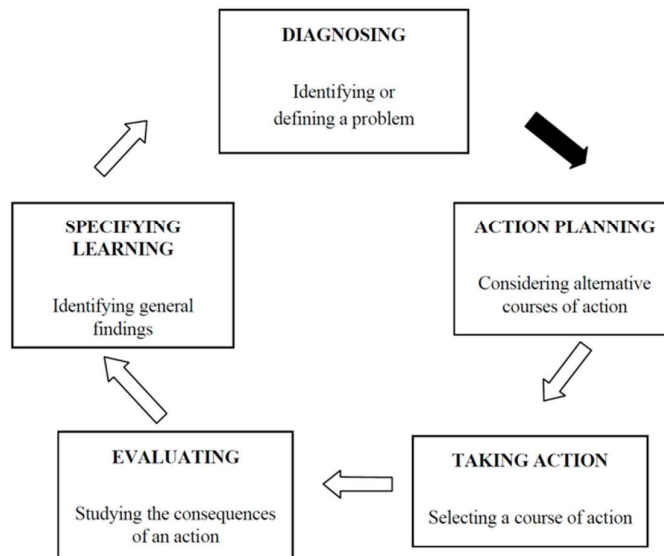 DIAGNOSING
Identifying or
defining a problem
ACTION PLANNING
Considering alternative
courses of action
TAKING ACTION
Selecting a course of action
EVALUATING
Studying the consequences
of an action
SPECIFYING
LEARNING
Identifying general
findings